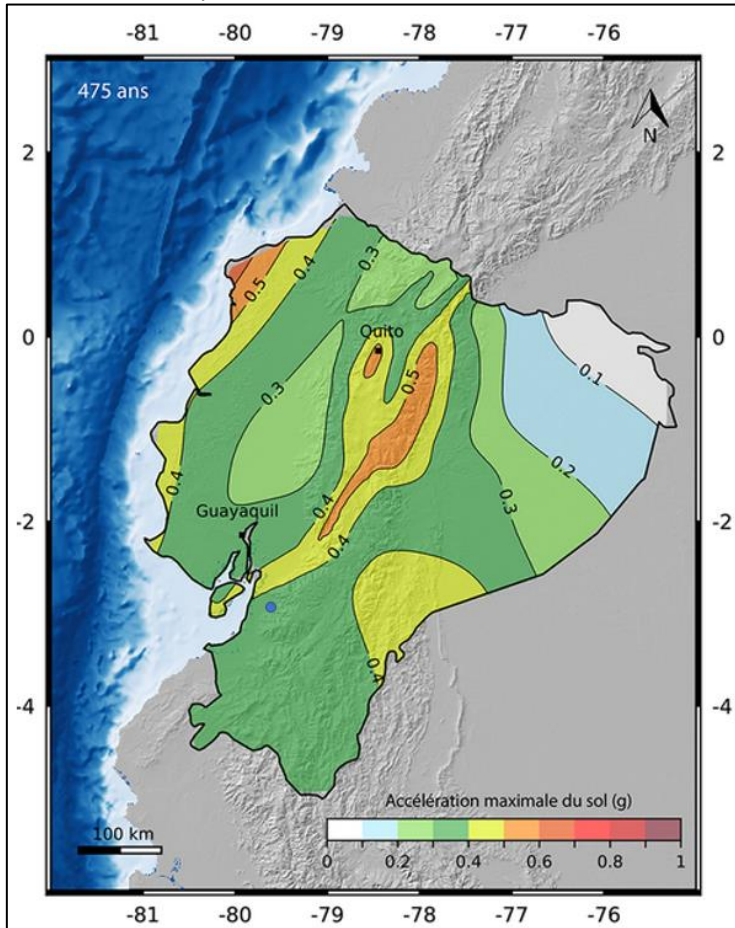 -81 -80 -79 -78 -77 -76
475 ans
N
2 2
0.3
0.4
0.5
Quito
0 0
0.1
0.5
0.3
0.2
0.4
0.3
Guayaquil
0.4
-2 -2
0.4
0.4
-4 -4
Accélération maximale du sol (g)
100 km
0 0.2 0.4 0.6 0.8 1
-81 -80 -79 -78 -77 -76